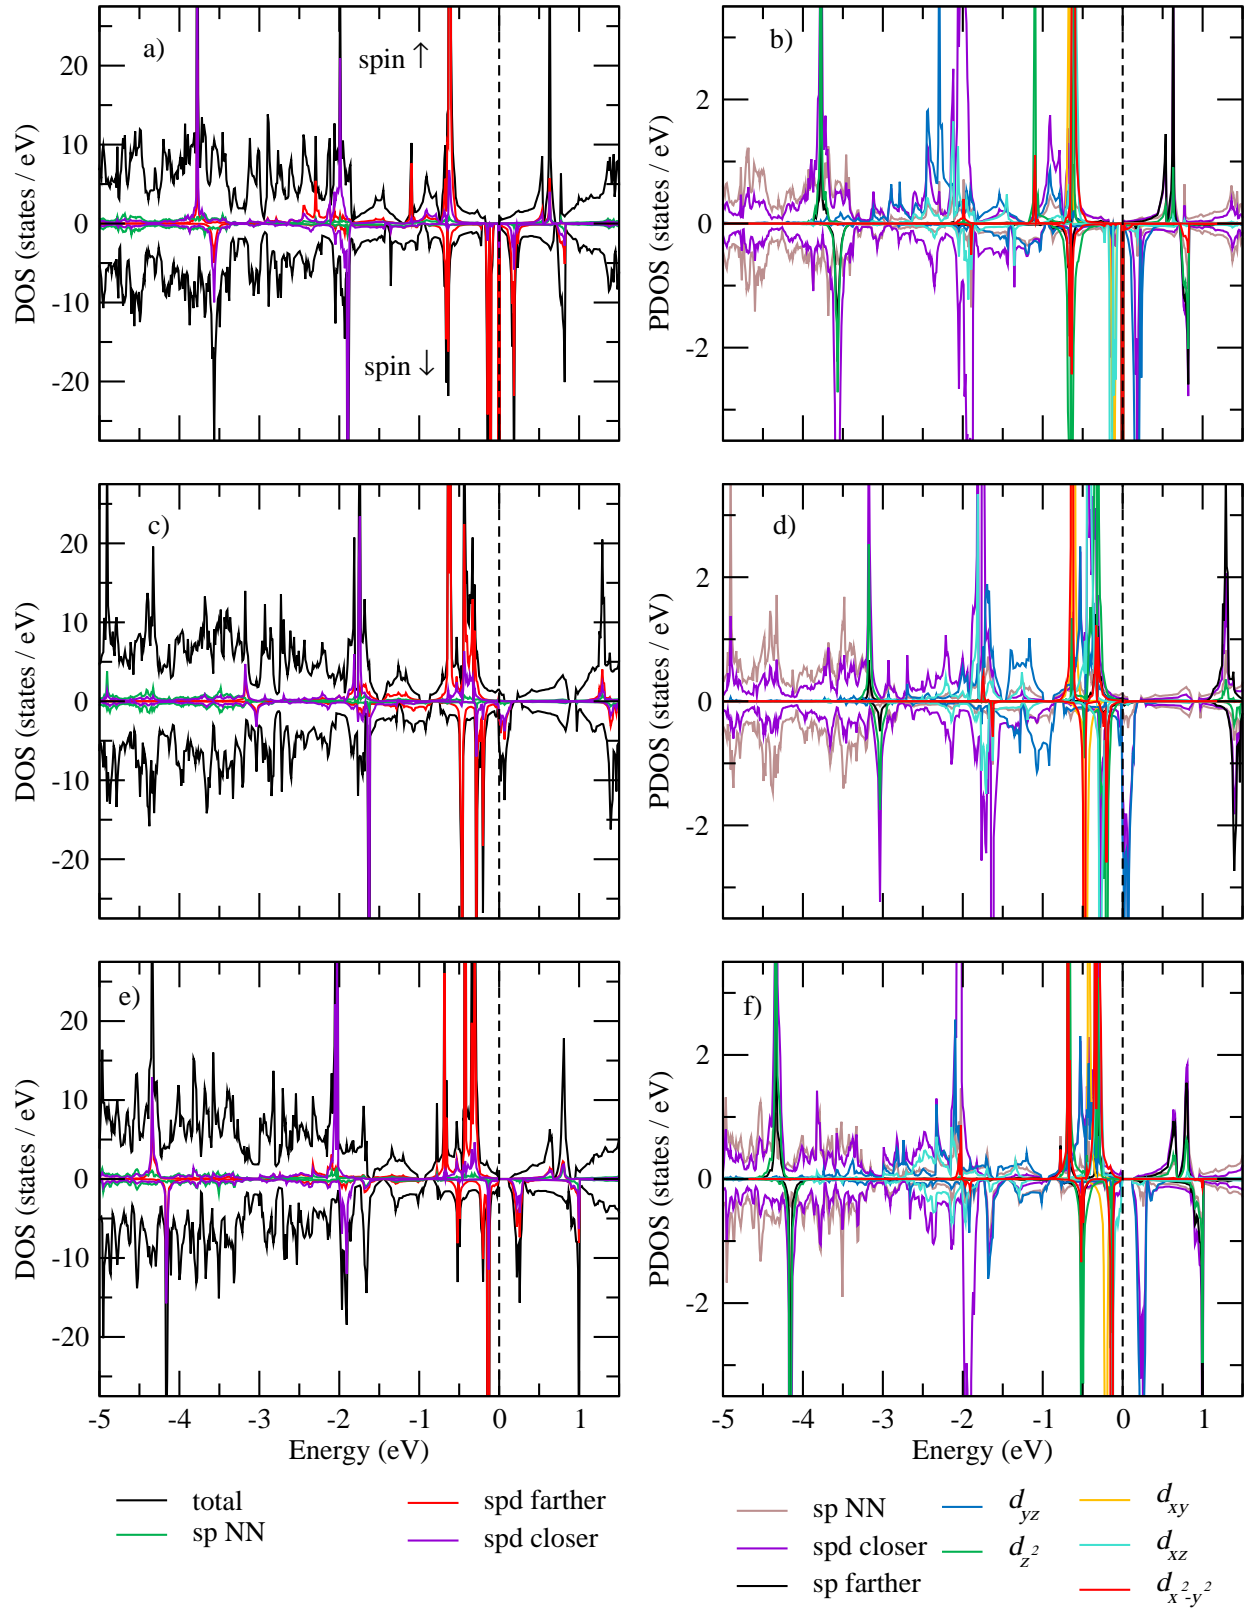 a)
spin ↑
spin ↓
DOS (states / eV)
20
10
0
-10
-20
b)
PDOS (states / eV)
2
0
-2
c)
DOS (states / eV)
20
10
0
-10
-20
d)
PDOS (states / eV)
2
0
-2
e)
DOS (states / eV)
20
10
0
-10
-20
-5 -4 -3 -2 -1 0 1
Energy (eV)
f)
PDOS (states / eV)
2
0
-2
-5 -4 -3 -2 -1 0 1
Energy (eV)
total
sp NN
spd farther
spd closer
sp NN
spd closer
sp farther
d_yz
d_z²
d_xy
d_xz
d_x²-y²